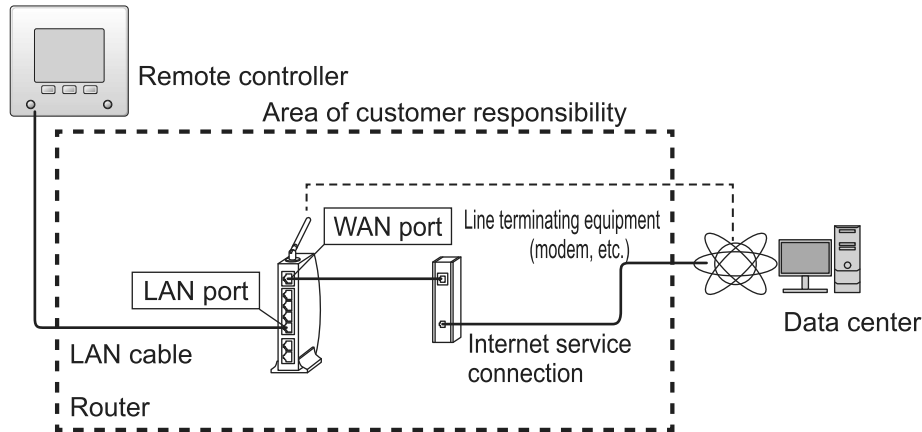 Remote controller
Area of customer responsibility
WAN port
Line terminating equipment
(modem, etc.)
LAN port
Data center
LAN cable
Internet service
connection
Router